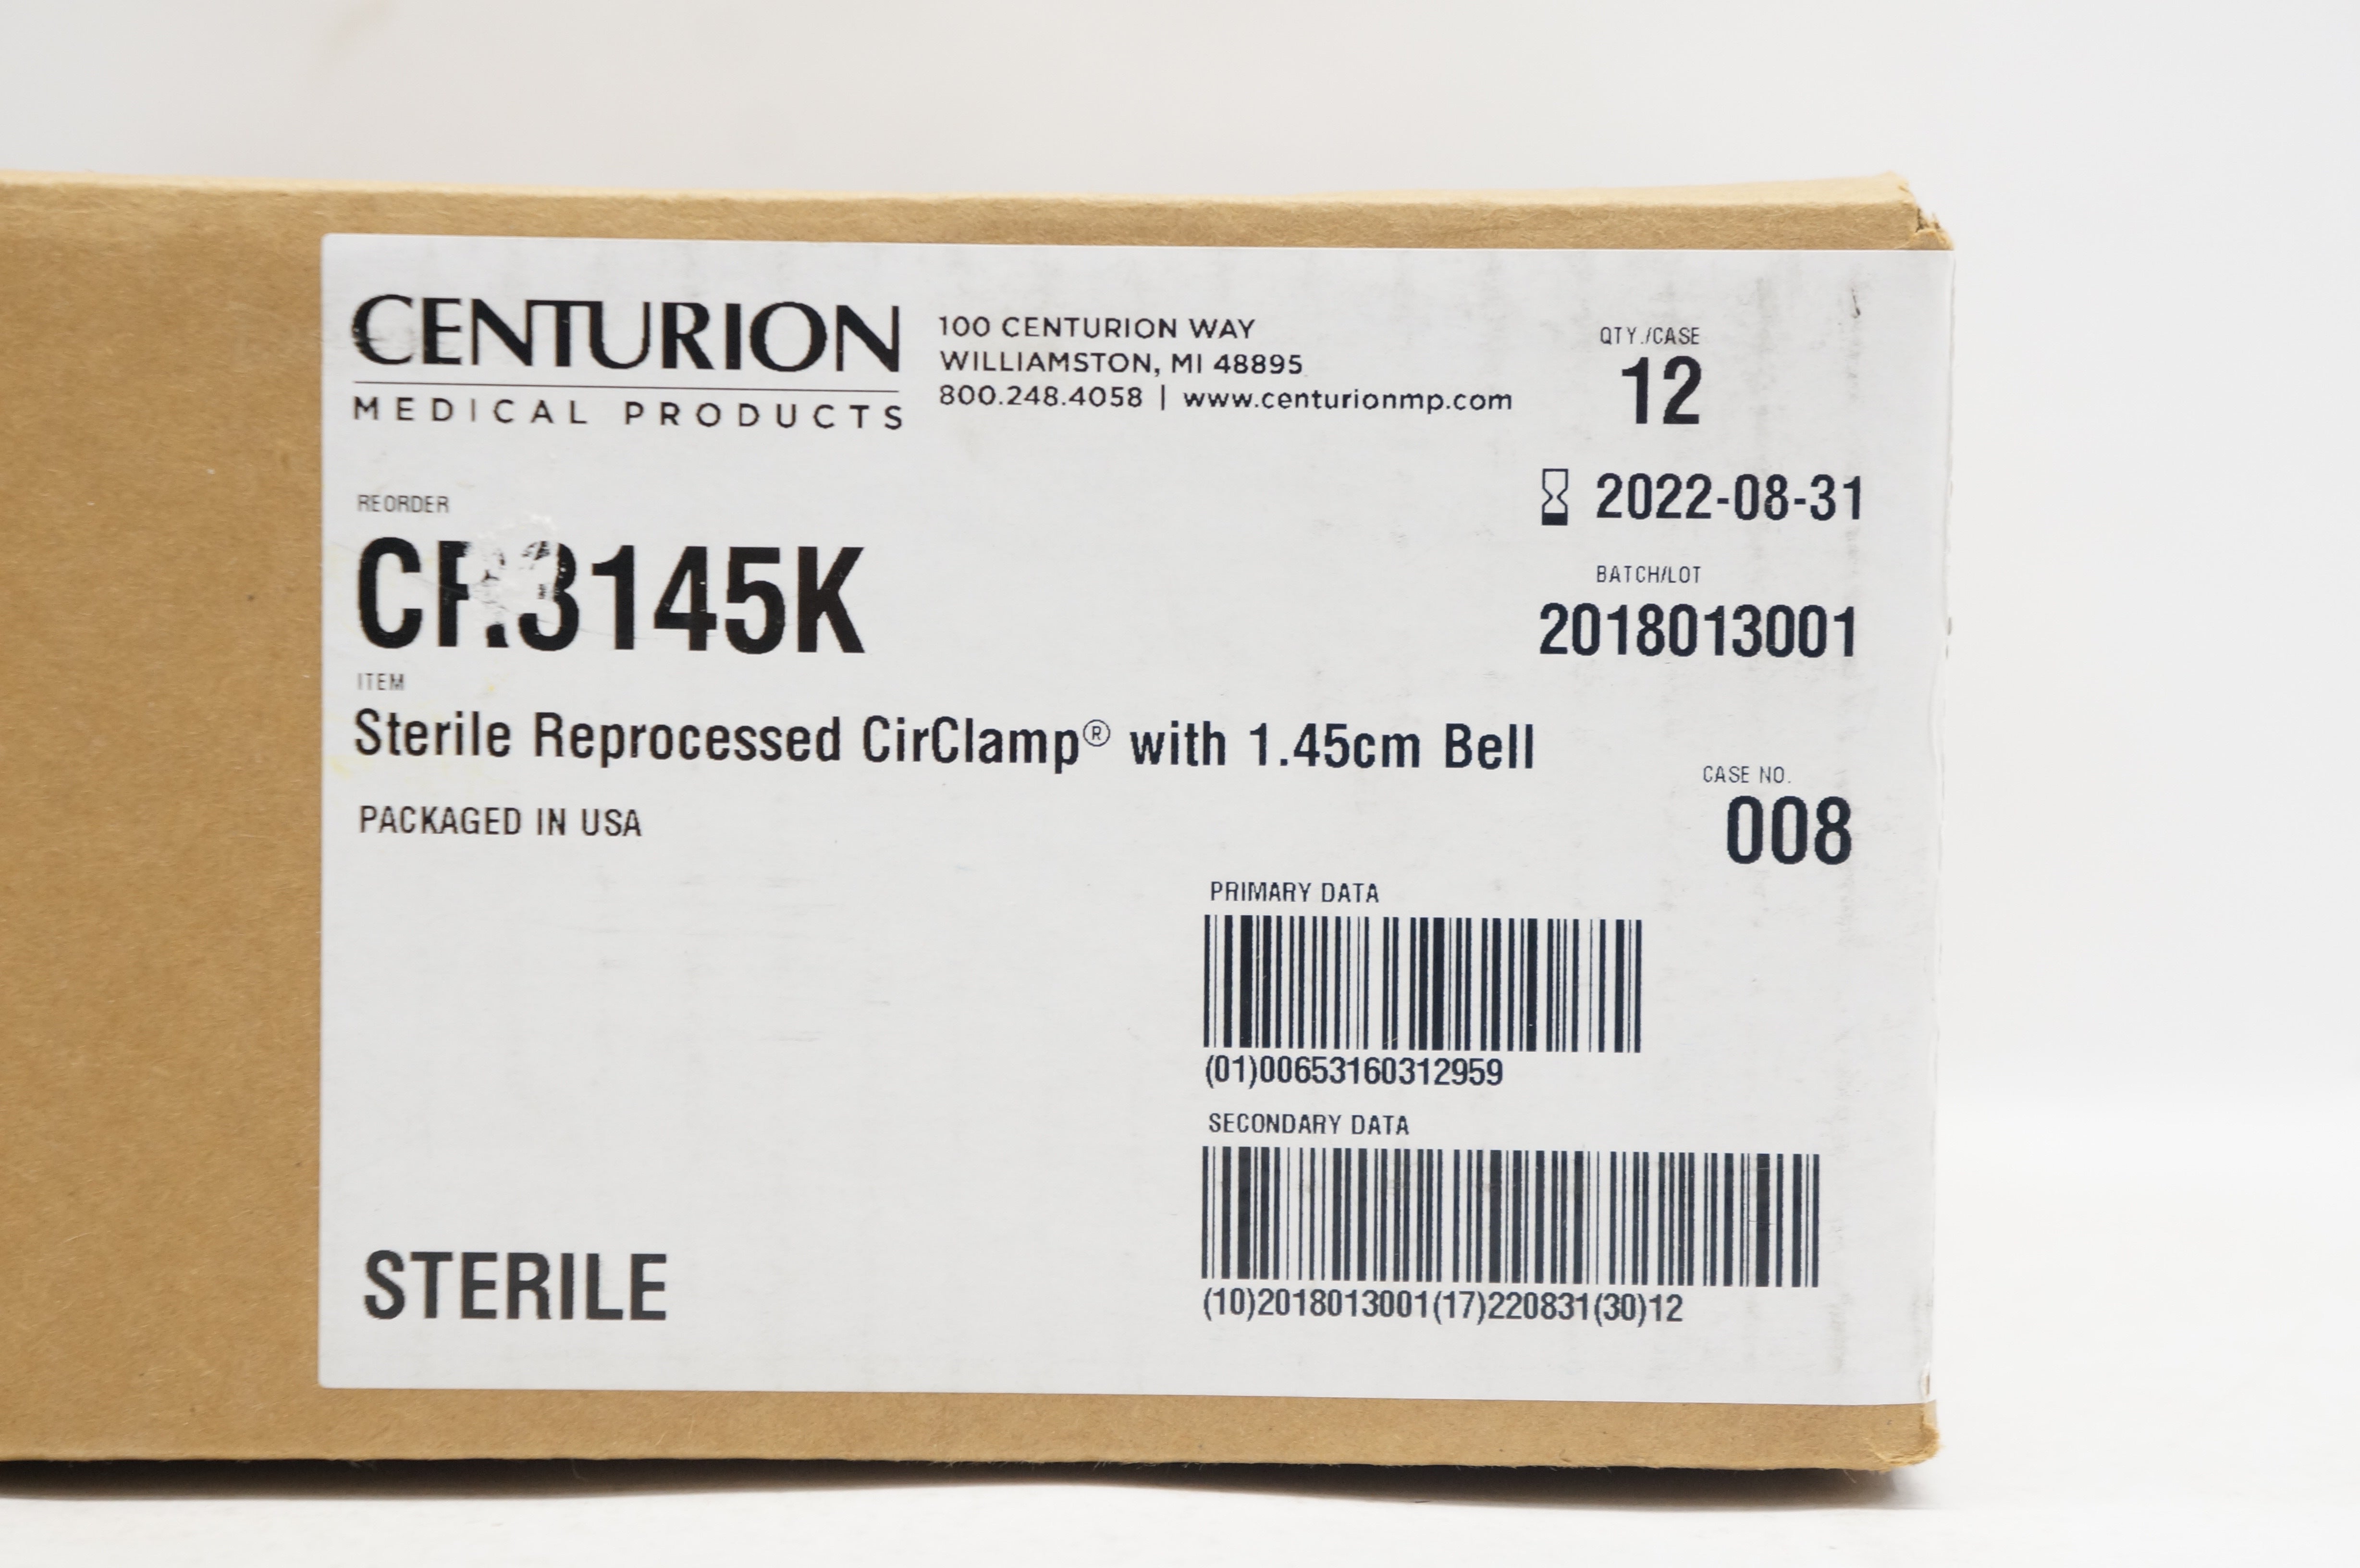 CENTURION
MEDICAL PRODUCTS
100 CENTURION WAY
WILLIAMSTON, MI 48895
800.248.4058 | www.centurionmp.com
QTY./CASE
12
2022-08-31
REORDER
CR3145K
BATCH/LOT
2018013001
ITEM
Sterile Reprocessed CirClamp® with 1.45cm Bell
CASE NO.
008
PACKAGED IN USA
PRIMARY DATA
(01)00653160312959
SECONDARY DATA
(10)2018013001(17)220831(30)12
STERILE